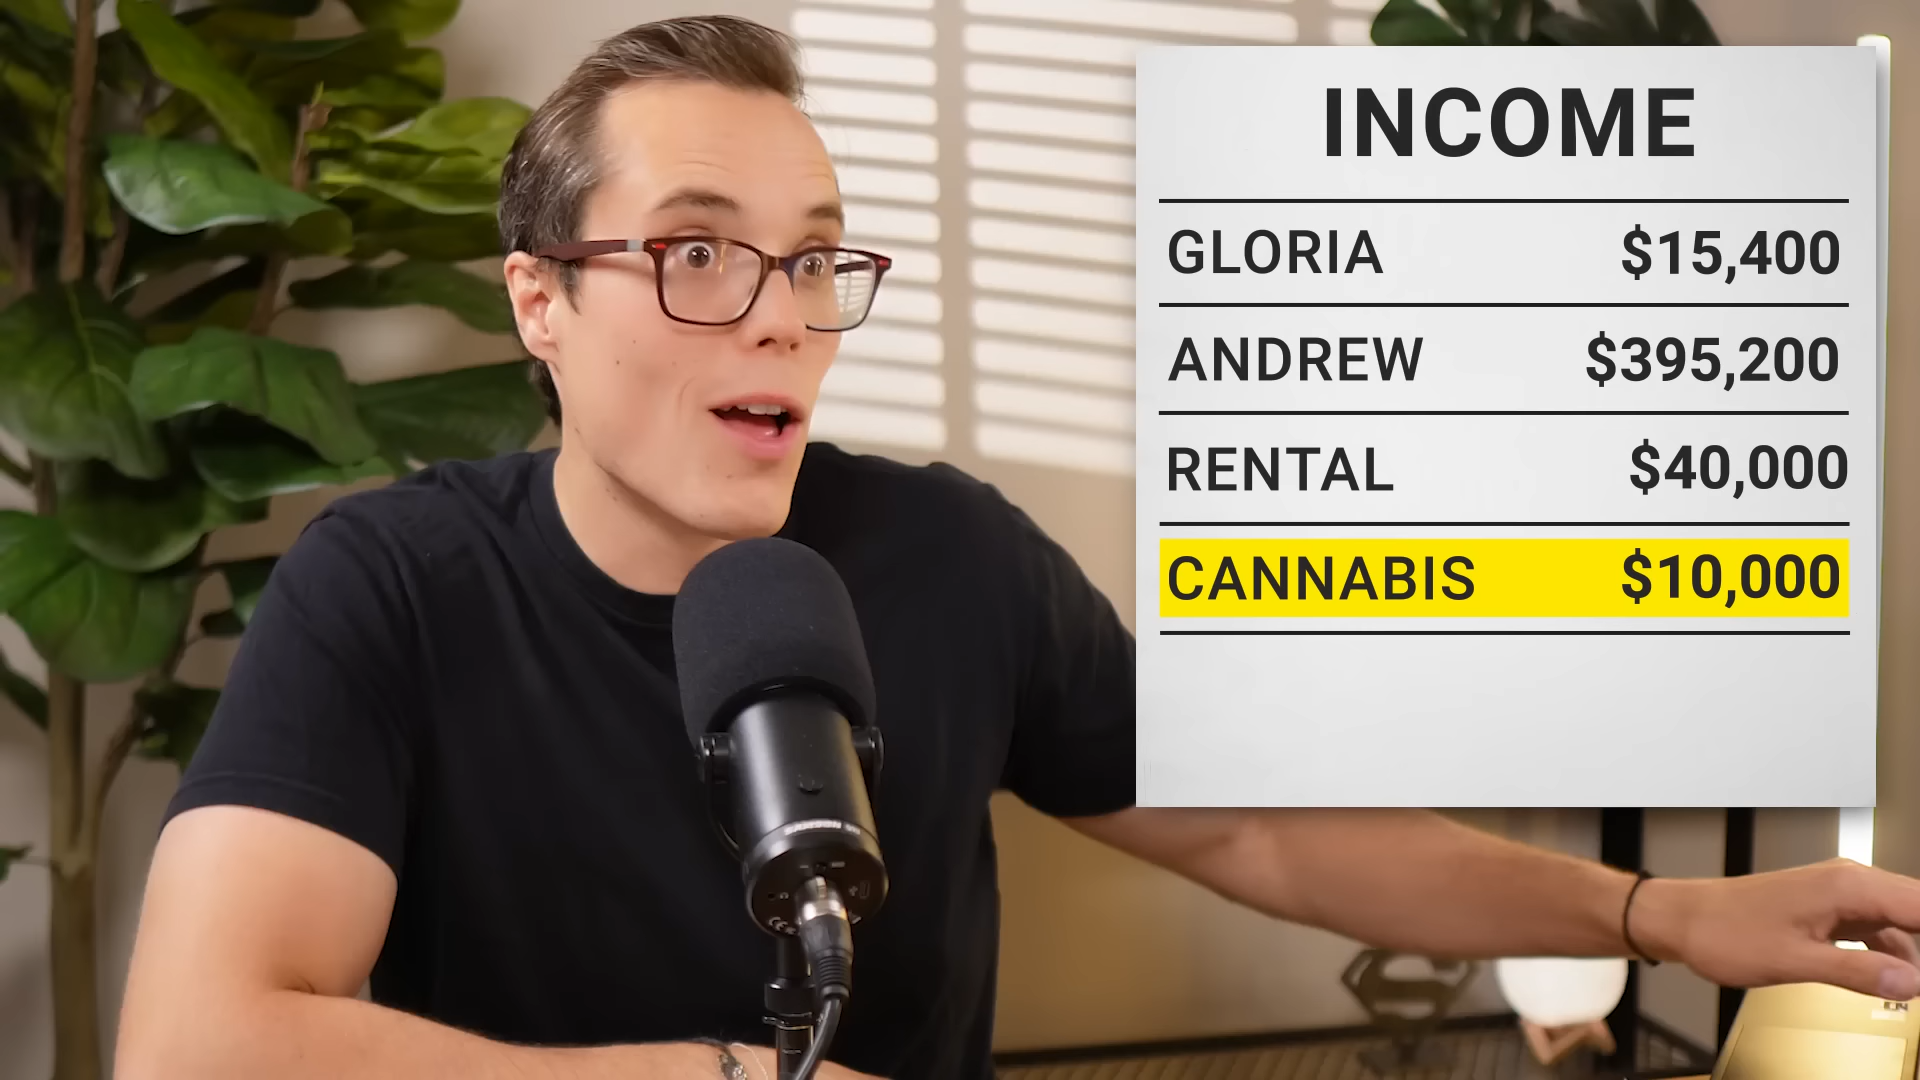 INCOME
GLORIA $15,400
ANDREW $395,200
RENTAL $40,000
CANNABIS $10,000